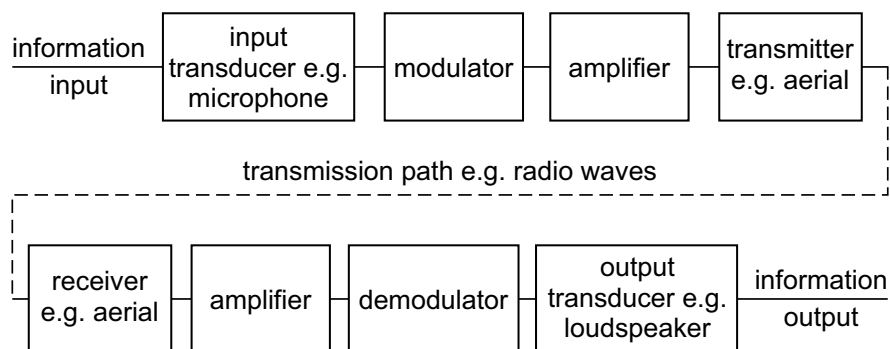 information
input
input
transducer e.g.
microphone
modulator
amplifier
transmitter
e.g. aerial
transmission path e.g. radio waves
receiver
e.g. aerial
amplifier
demodulator
output
transducer e.g.
loudspeaker
information
output